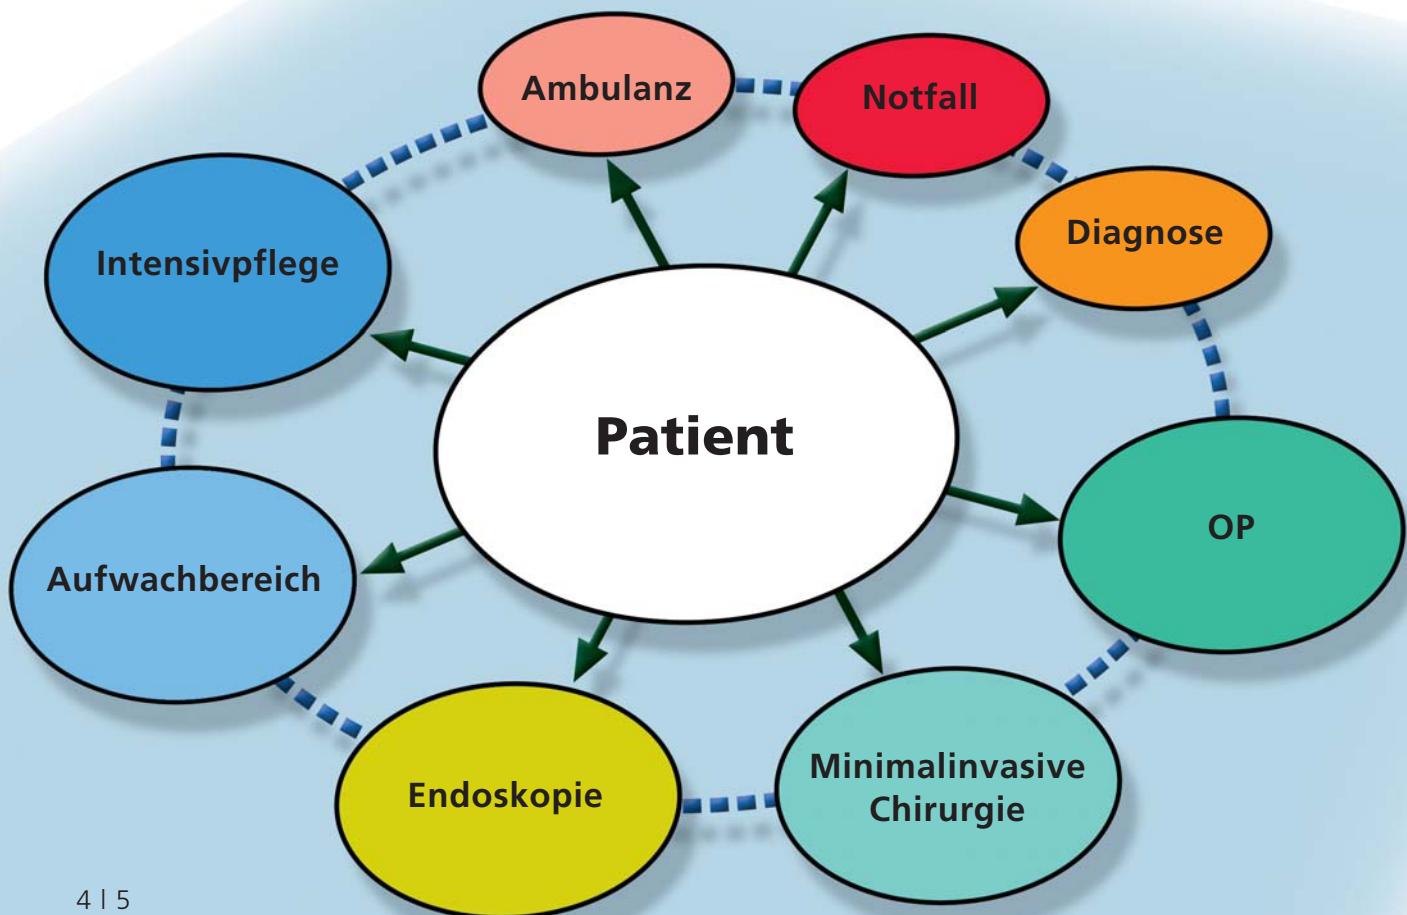 Ambulanz
Notfall
Diagnose
Intensivpflege
Patient
OP
Aufwachbereich
Minimalinvasive
Chirurgie
Endoskopie
4 | 5